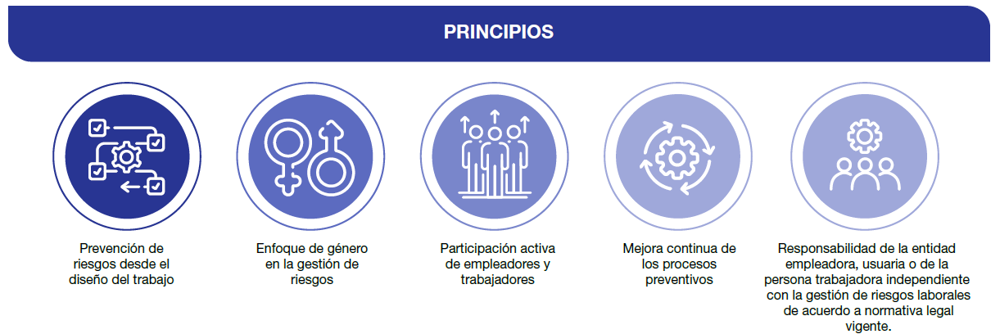 PRINCIPIOS
Prevención de
riesgos desde el
diseño del trabajo
Enfoque de género
en la gestión de
riesgos
Participación activa
de empleadores y
trabajadores
Mejora continua de
los procesos
preventivos
Responsabilidad de la entidad
empleadora, usuaria o de la
persona trabajadora independiente
con la gestión de riesgos laborales
de acuerdo a normativa legal
vigente.